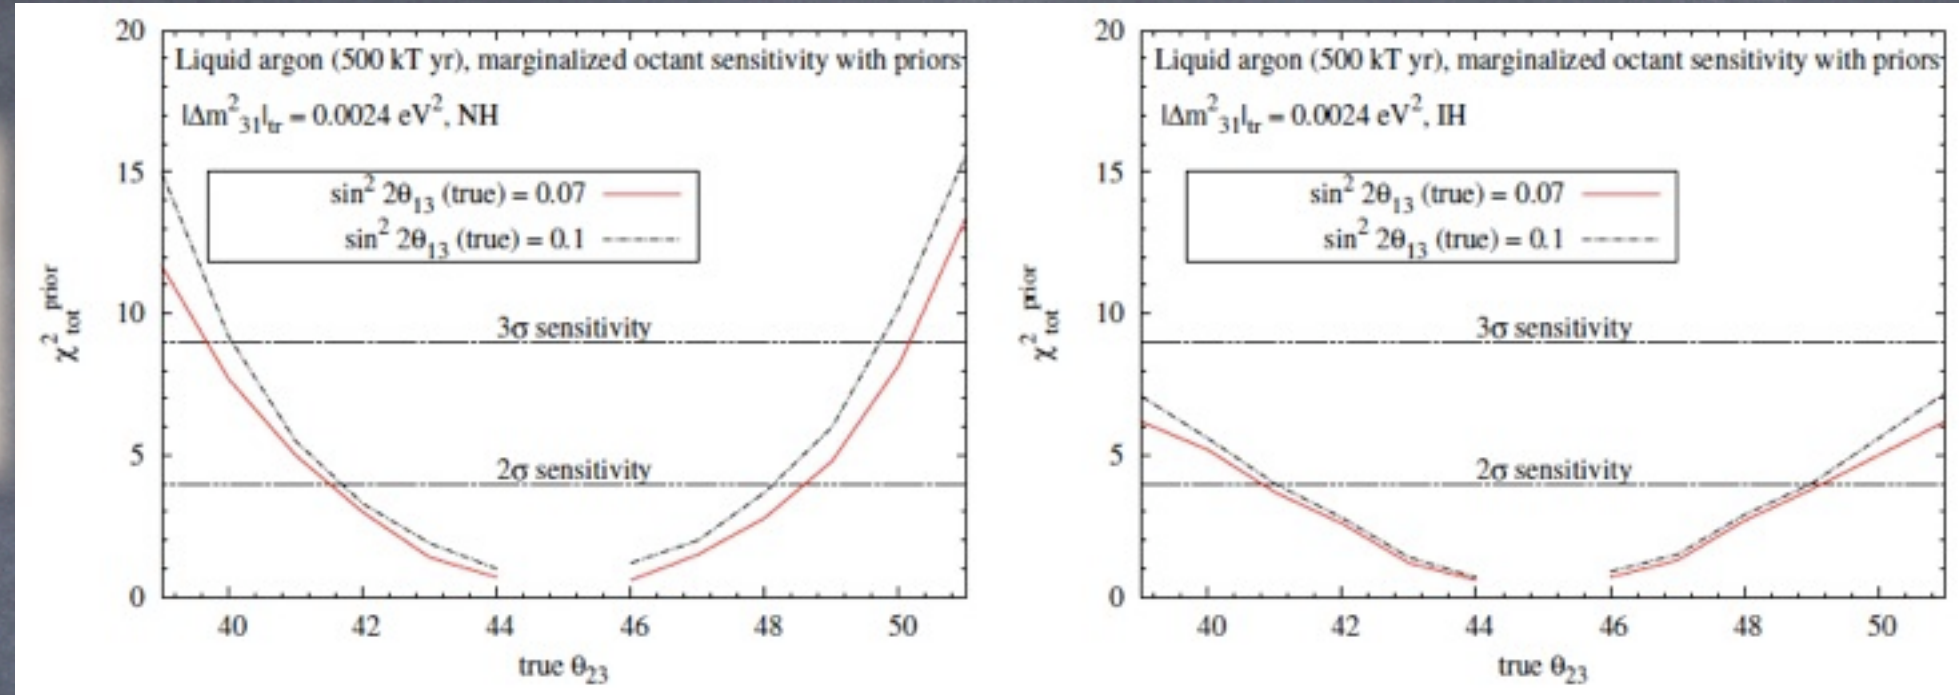 20
Liquid argon (500 kT yr), marginalized octant sensitivity with priors
|Δm²₃₁|ₜᵣ = 0.0024 eV², NH
15
sin² 2θ₁₃ (true) = 0.07
sin² 2θ₁₃ (true) = 0.1
χ²ₜₒₜ ᵖʳⁱᵒʳ
10
3σ sensitivity
5
2σ sensitivity
0
40 42 44 46 48 50
true θ₂₃
20
Liquid argon (500 kT yr), marginalized octant sensitivity with priors
|Δm²₃₁|ₜᵣ = 0.0024 eV², IH
15
sin² 2θ₁₃ (true) = 0.07
sin² 2θ₁₃ (true) = 0.1
χ²ₜₒₜ ᵖʳⁱᵒʳ
10
3σ sensitivity
5
2σ sensitivity
0
40 42 44 46 48 50
true θ₂₃